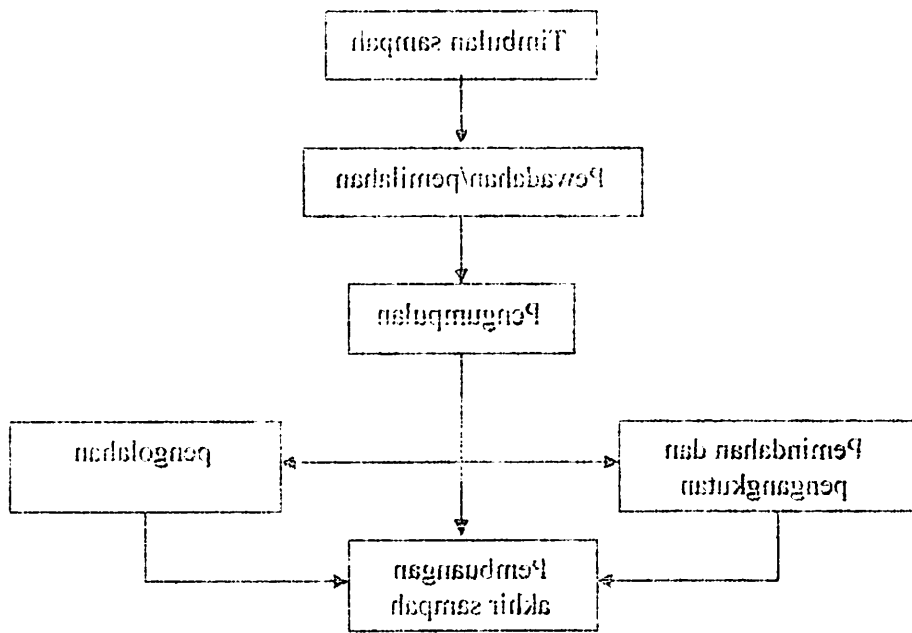 Timbulan sampah
Pewadahan/pemilahan
Pengumpulan
pengolahan
Pemindahan dan
pengangkutan
Pembuangan
akhir sampah